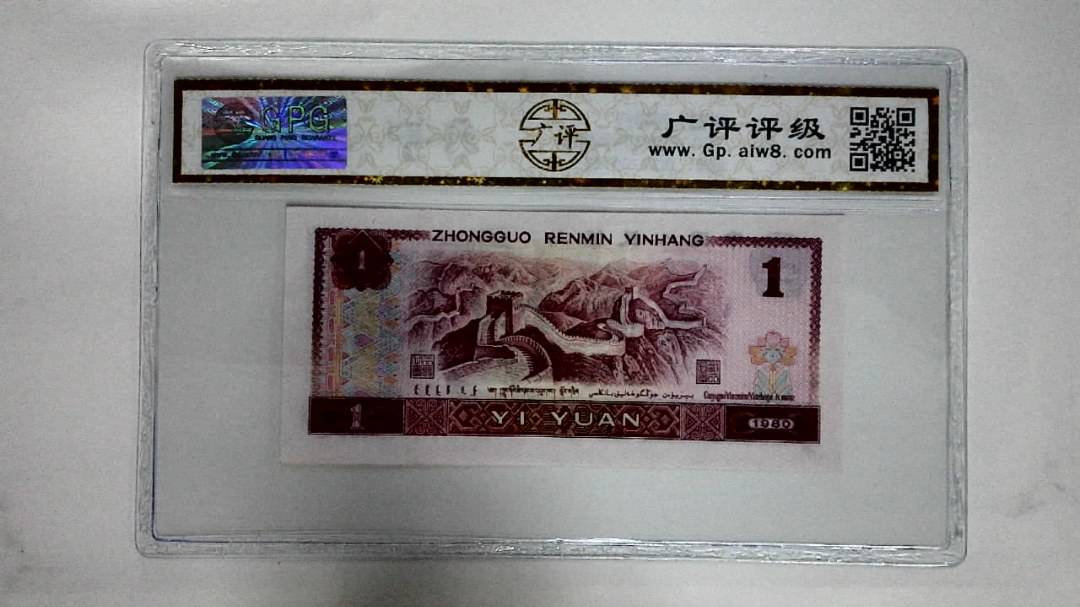 GPG
广评
广评评级
www. Gp. aiw8. com
ZHONGGUO RENMIN YINHANG
1
1
1
YI YUAN
1980